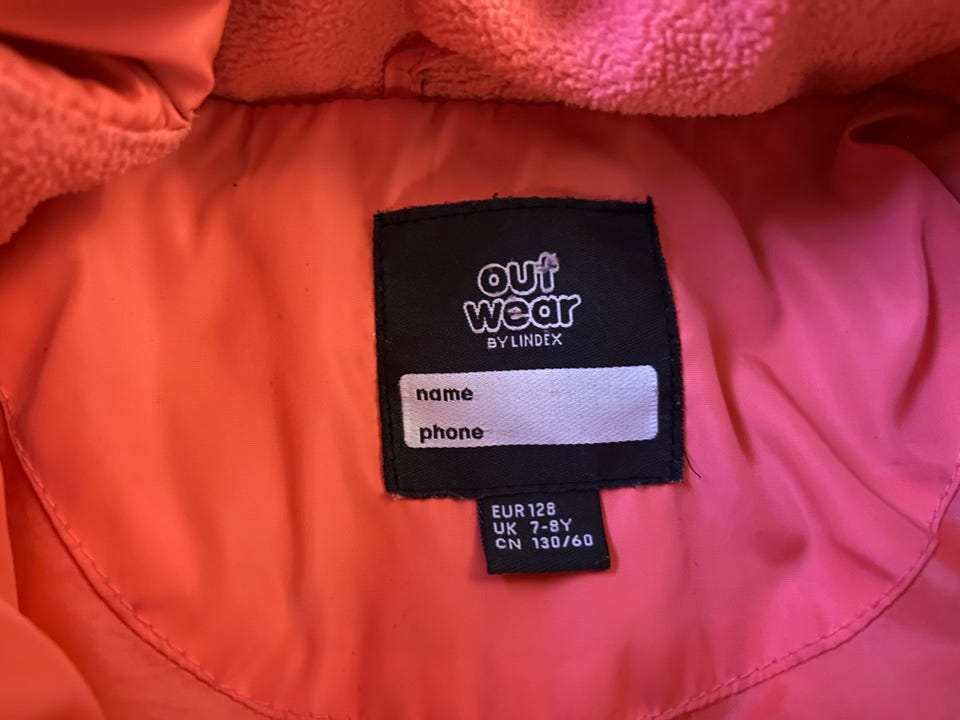 out
wear
BY LINDEX
name
phone
EUR 128
UK 7-8Y
CN 130/60